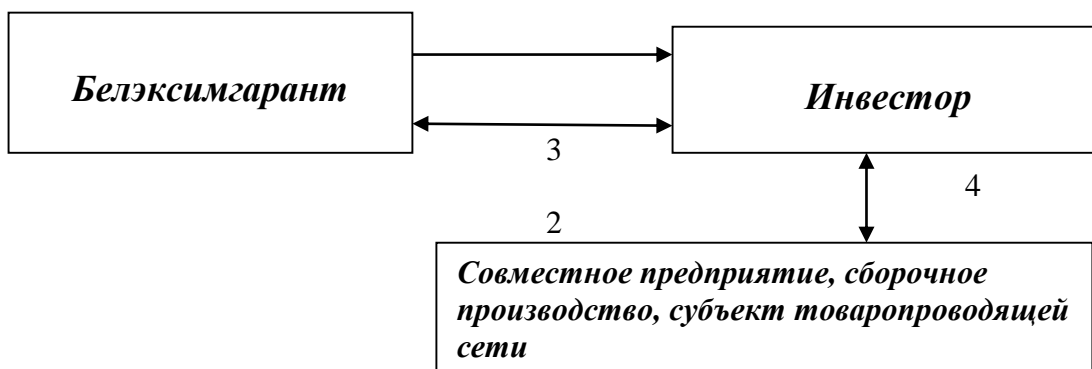 Белэксимгарант
Инвестор
3
4
2
Совместное предприятие, сборочное
производство, субъект товаропроводящей
сети